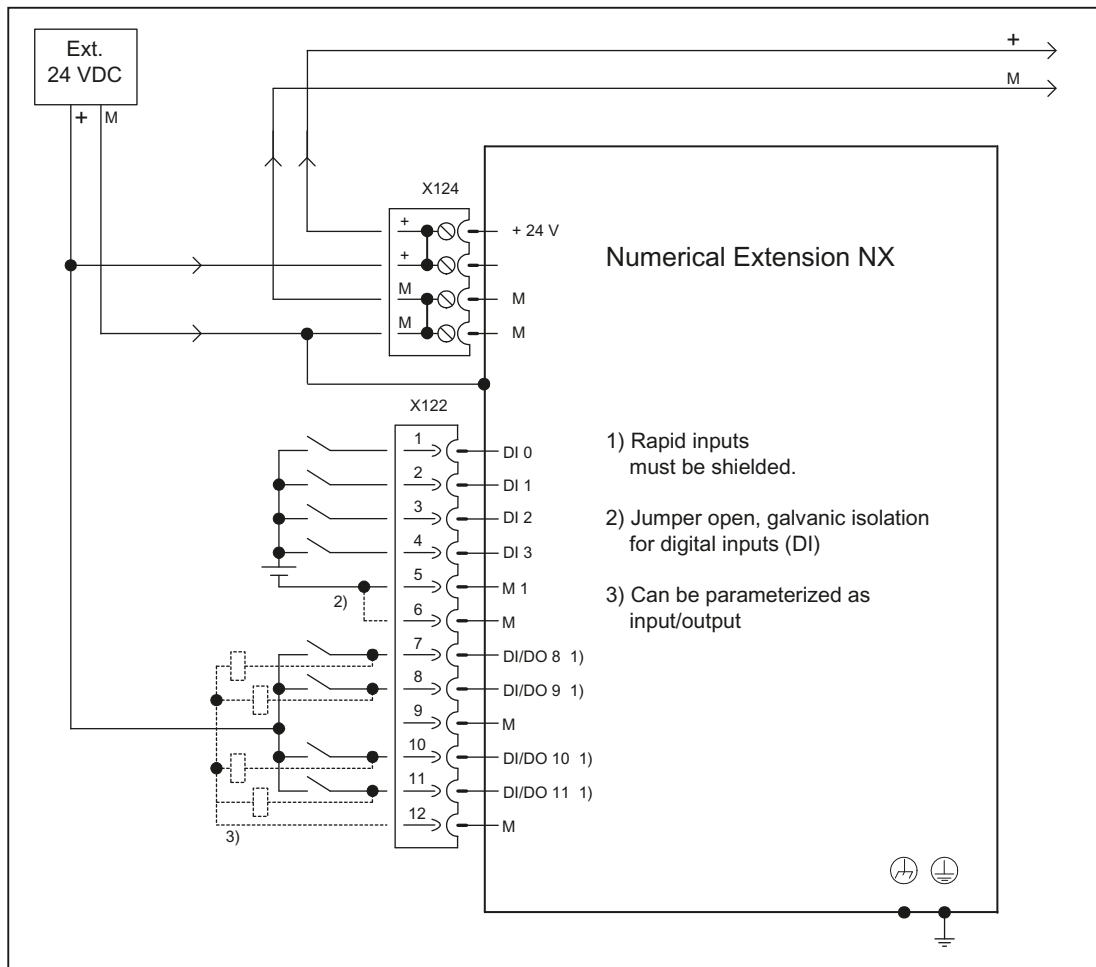 Ext.
24 VDC
+ M
+
M
X124
+
+ 24 V
+
M
M
M
M
Numerical Extension NX
X122
1
DI 0
2
DI 1
3
DI 2
4
DI 3
5
M 1
2)
6
M
7
DI/DO 8 1)
8
DI/DO 9 1)
9
M
10
DI/DO 10 1)
11
DI/DO 11 1)
12
M
3)
1) Rapid inputs
must be shielded.
2) Jumper open, galvanic isolation
for digital inputs (DI)
3) Can be parameterized as
input/output